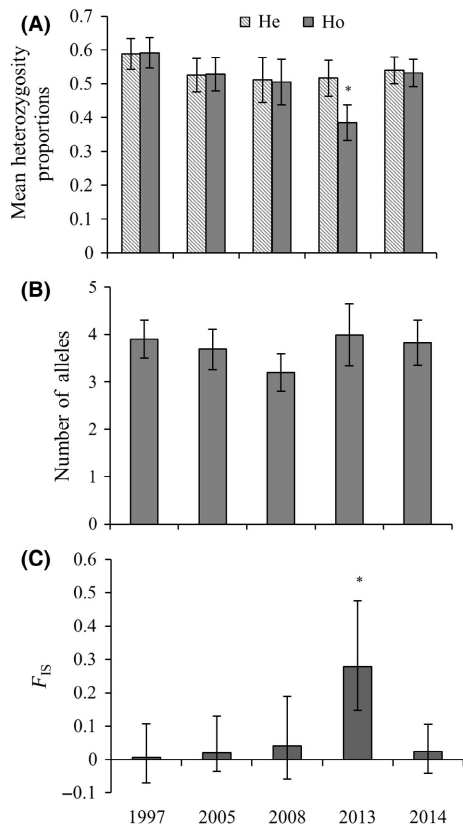 (A)
He Ho
Mean heterozygosity
proportions
0.7
0.6
0.5
0.4
0.3
0.2
0.1
0
*
(B)
Number of alleles
5
4
3
2
1
0
(C)
F_IS
0.6
0.5
0.4
0.3
0.2
0.1
0
–0.1
*
1997 2005 2008 2013 2014